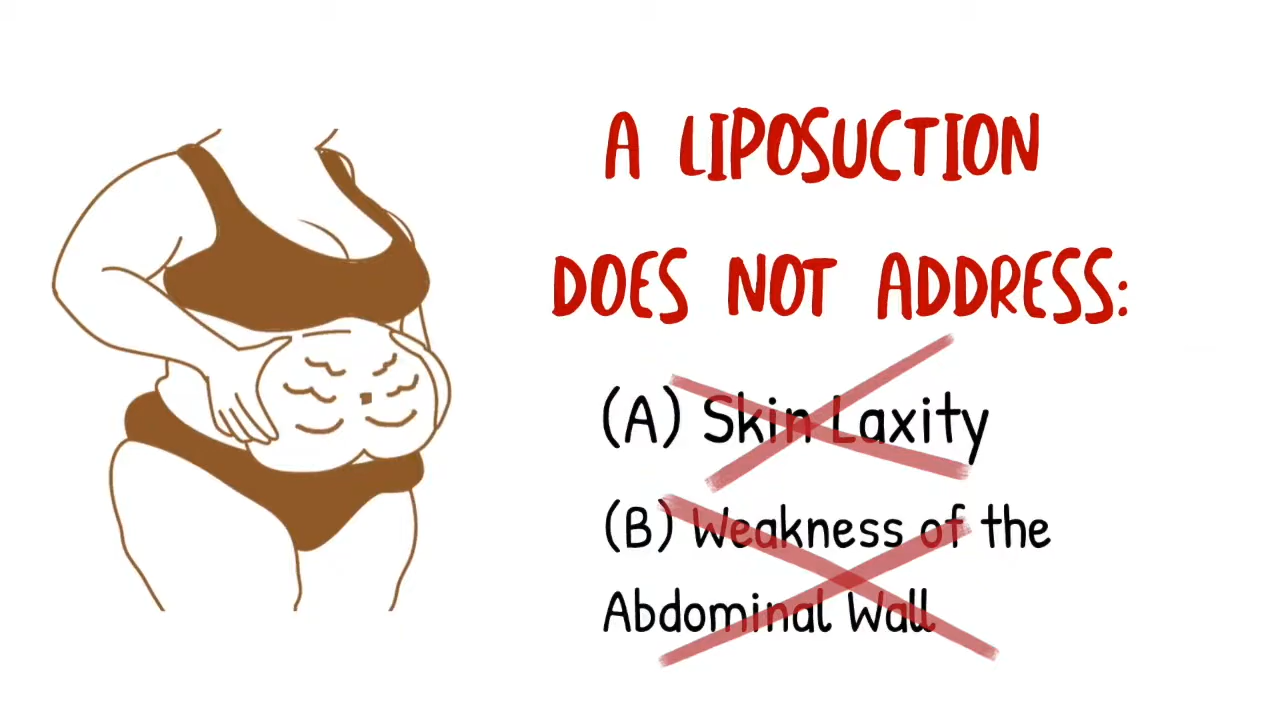 A LIPOSUCTION
DOES NOT ADDRESS:
(A) Skin Laxity
(B) Weakness of the
Abdominal Wall